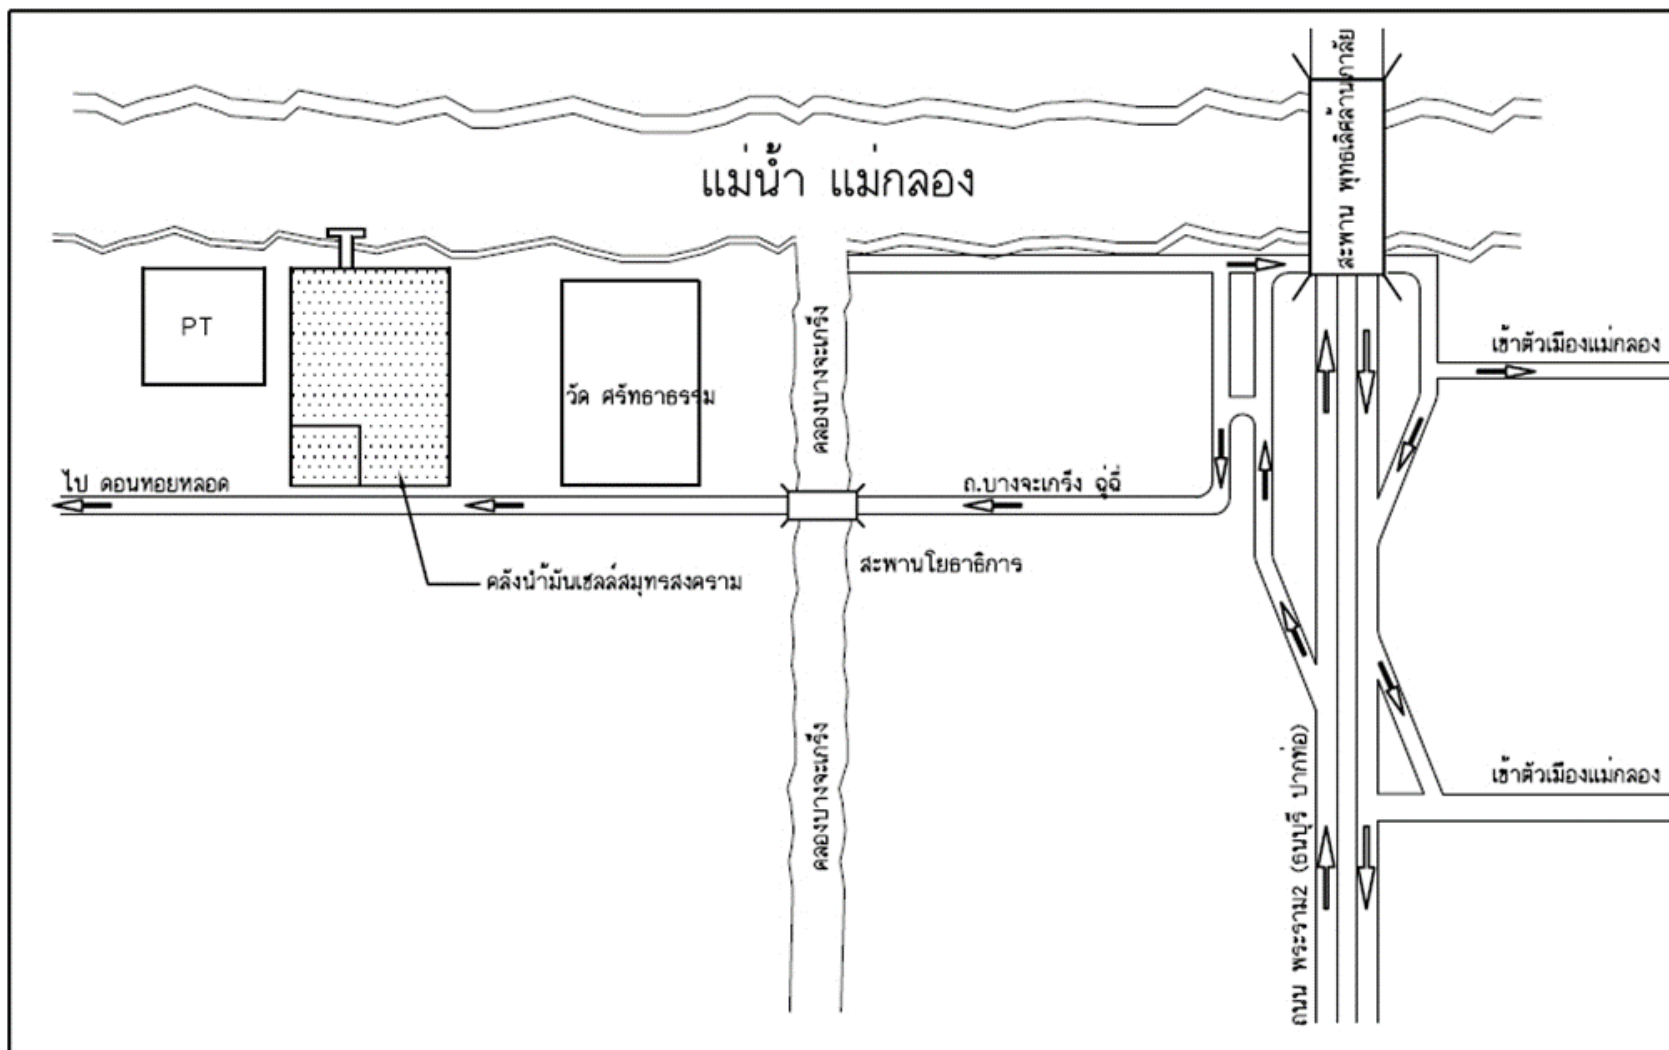 สะพาน พุทธเลิศล้านภาลัย
แม่น้ำ แม่กลอง
PT
วัด ศรัทธาธรรม
คลองบางจะเกร็ง
เข้าตัวเมืองแม่กลอง
ไป ดอนหอยหลอด
ถ.บางจะเกร็ง ฉู่ฉี่
สะพานโยธาธิการ
คลังน้ำมันเชลล์สมุทรสงคราม
คลองบางจะเกร็ง
ถนน พระราม2 (ธนบุรี ปากท่อ)
เข้าตัวเมืองแม่กลอง